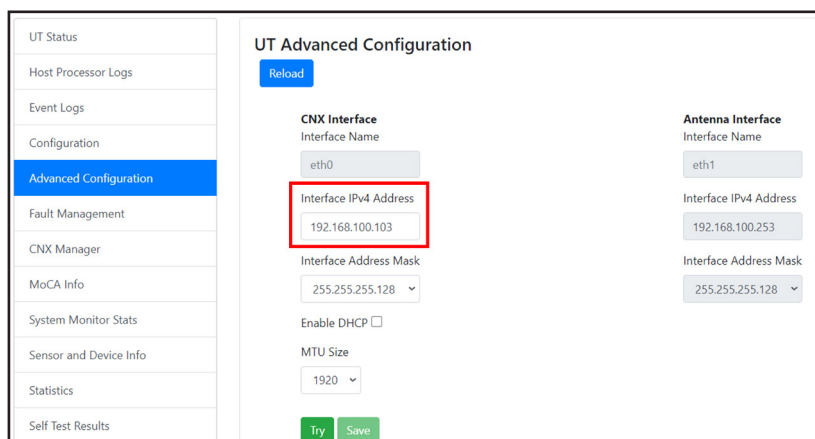 UT Status
Host Processor Logs
Event Logs
Configuration
Advanced Configuration
Fault Management
CNX Manager
MoCA Info
System Monitor Stats
Sensor and Device Info
Statistics
Self Test Results
UT Advanced Configuration
Reload
CNX Interface
Interface Name
eth0
Interface IPv4 Address
192.168.100.103
Interface Address Mask
255.255.255.128
Enable DHCP
MTU Size
1920
Try Save
Antenna Interface
Interface Name
eth1
Interface IPv4 Address
192.168.100.253
Interface Address Mask
255.255.255.128